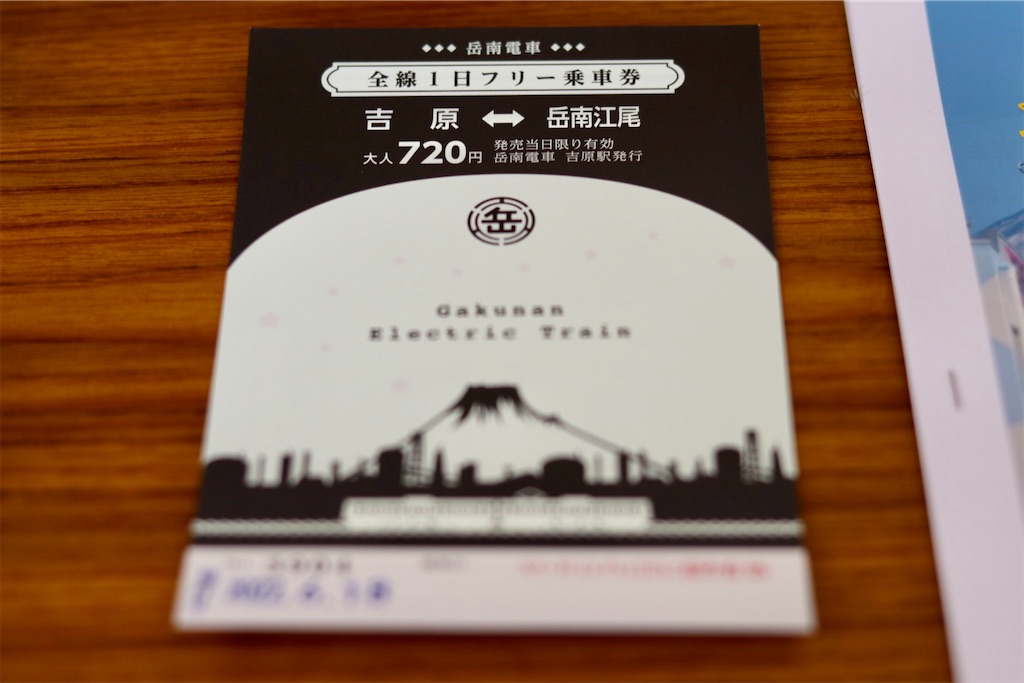 ◆◆◆ 岳南電車 ◆◆◆
全線1日フリー乗車券
吉原 ⟷ 岳南江尾
大人 720円 発売当日限り有効
岳南電車 吉原駅発行
岳
Gakunan
Electric Train